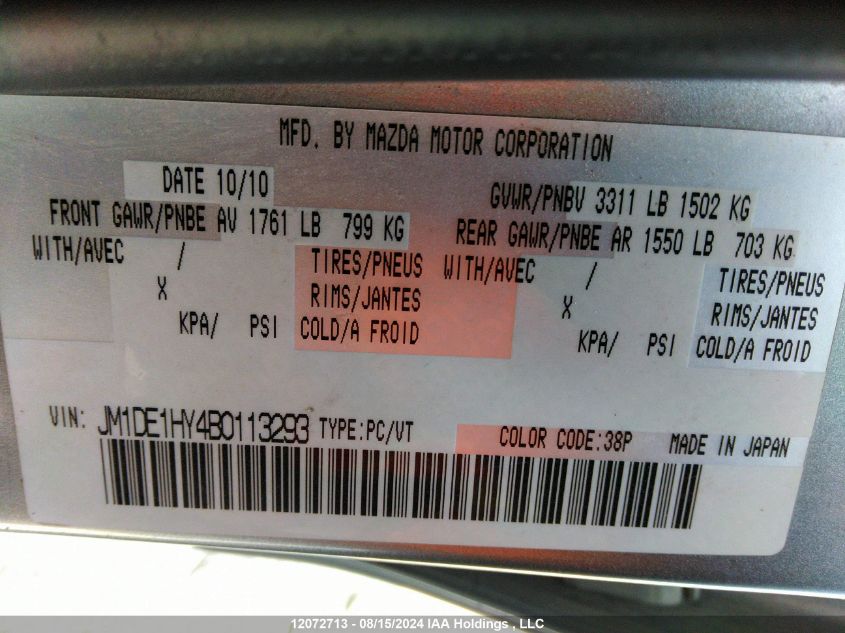 MFD. BY MAZDA MOTOR CORPORATION
DATE 10/10 GVWR/PNBV 3311 LB 1502 KG
FRONT GAWR/PNBE AV 1761 LB 799 KG REAR GAWR/PNBE AR 1550 LB 703 KG
WITH/AVEC / TIRES/PNEUS WITH/AVEC / TIRES/PNEUS
X RIMS/JANTES X RIMS/JANTES
KPA/ PSI COLD/A FROID KPA/ PSI COLD/A FROID
VIN: JM1DE1HY4B0113293 TYPE:PC/VT COLOR CODE:38P MADE IN JAPAN
12072713 - 08/15/2024 IAA Holdings , LLC